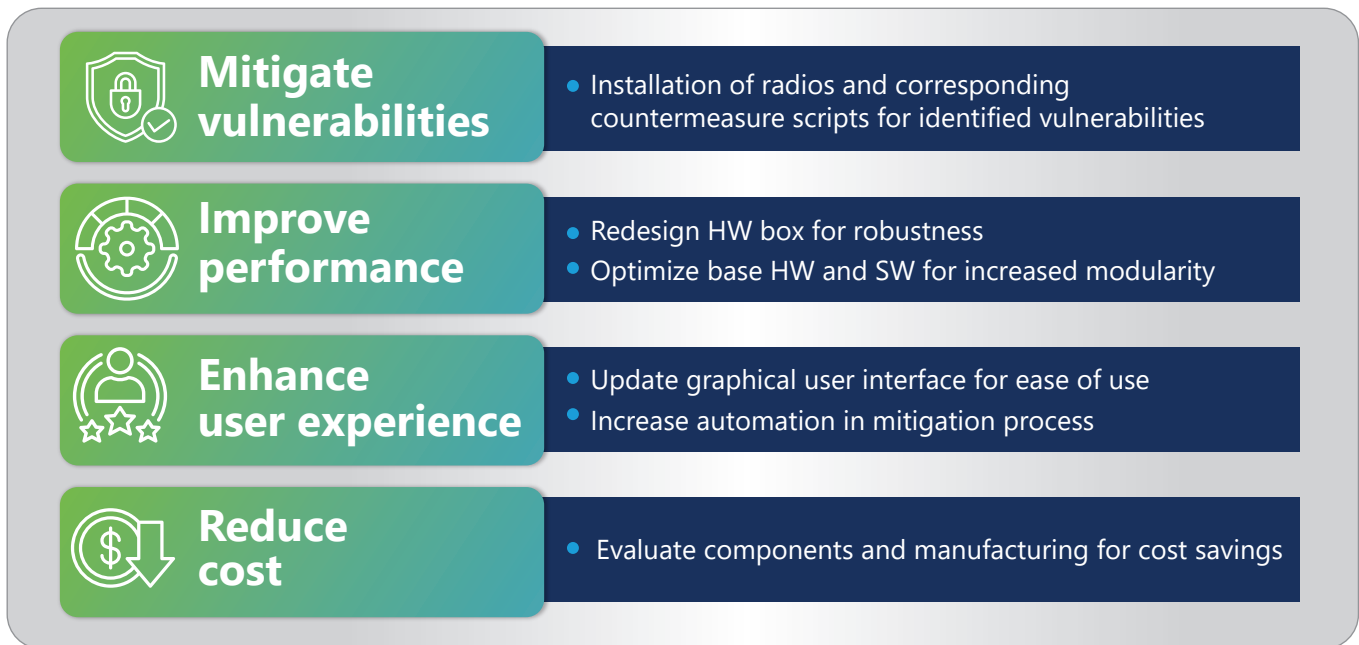 Mitigate
vulnerabilities
• Installation of radios and corresponding
countermeasure scripts for identified vulnerabilities
Improve
performance
• Redesign HW box for robustness
• Optimize base HW and SW for increased modularity
Enhance
user experience
• Update graphical user interface for ease of use
• Increase automation in mitigation process
$
Reduce
cost
• Evaluate components and manufacturing for cost savings